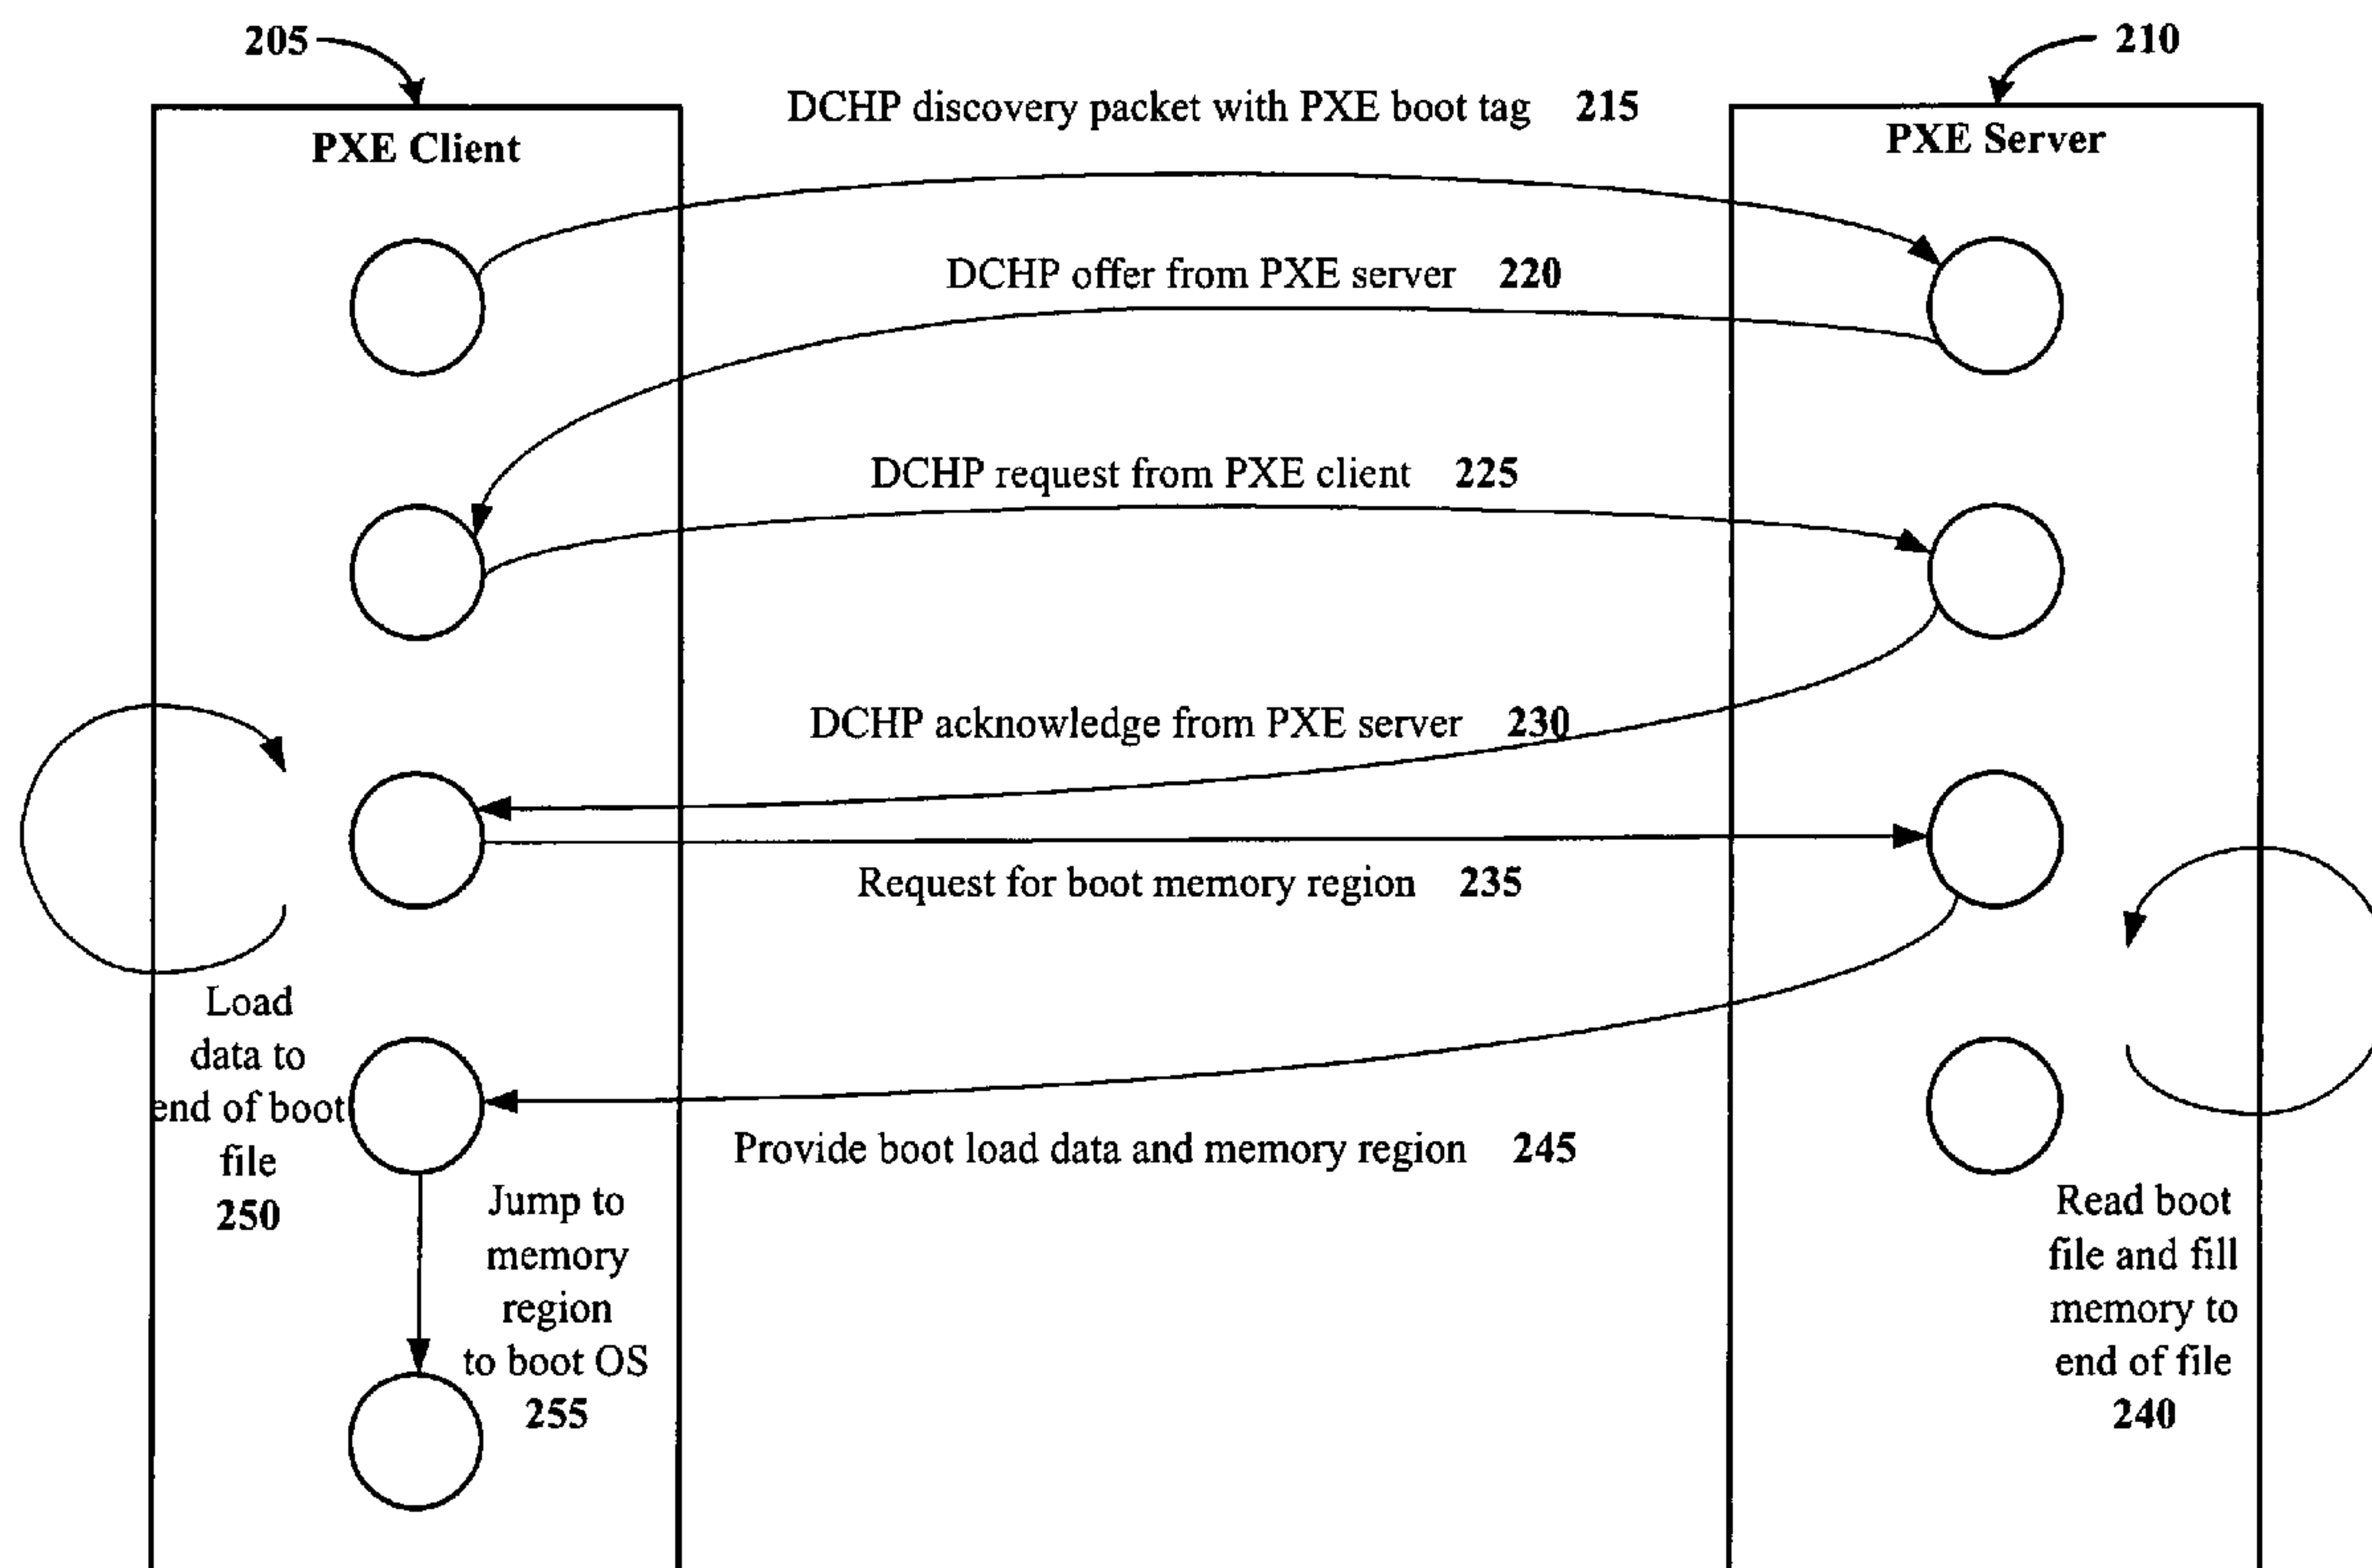 205
210
PXE Client
PXE Server
DCHP discovery packet with PXE boot tag 215
DCHP offer from PXE server 220
DCHP request from PXE client 225
DCHP acknowledge from PXE server 230
Request for boot memory region 235
Load
data to
end of boot
file
250
Provide boot load data and memory region 245
Jump to
memory
region
to boot OS
255
Read boot
file and fill
memory to
end of file
240